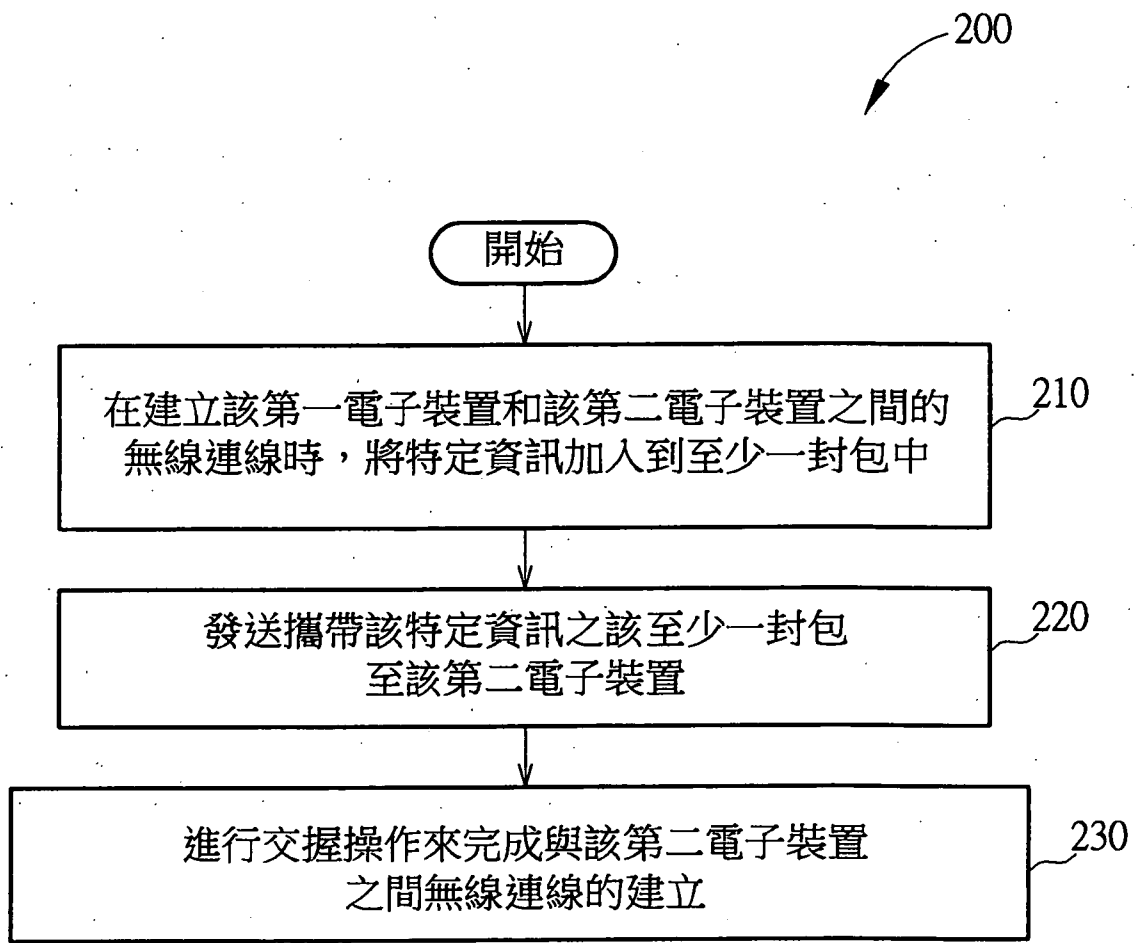 200
開始
在建立該第一電子裝置和該第二電子裝置之間的
無線連線時，將特定資訊加入到至少一封包中
210
發送攜帶該特定資訊之該至少一封包
至該第二電子裝置
220
進行交握操作來完成與該第二電子裝置
之間無線連線的建立
230